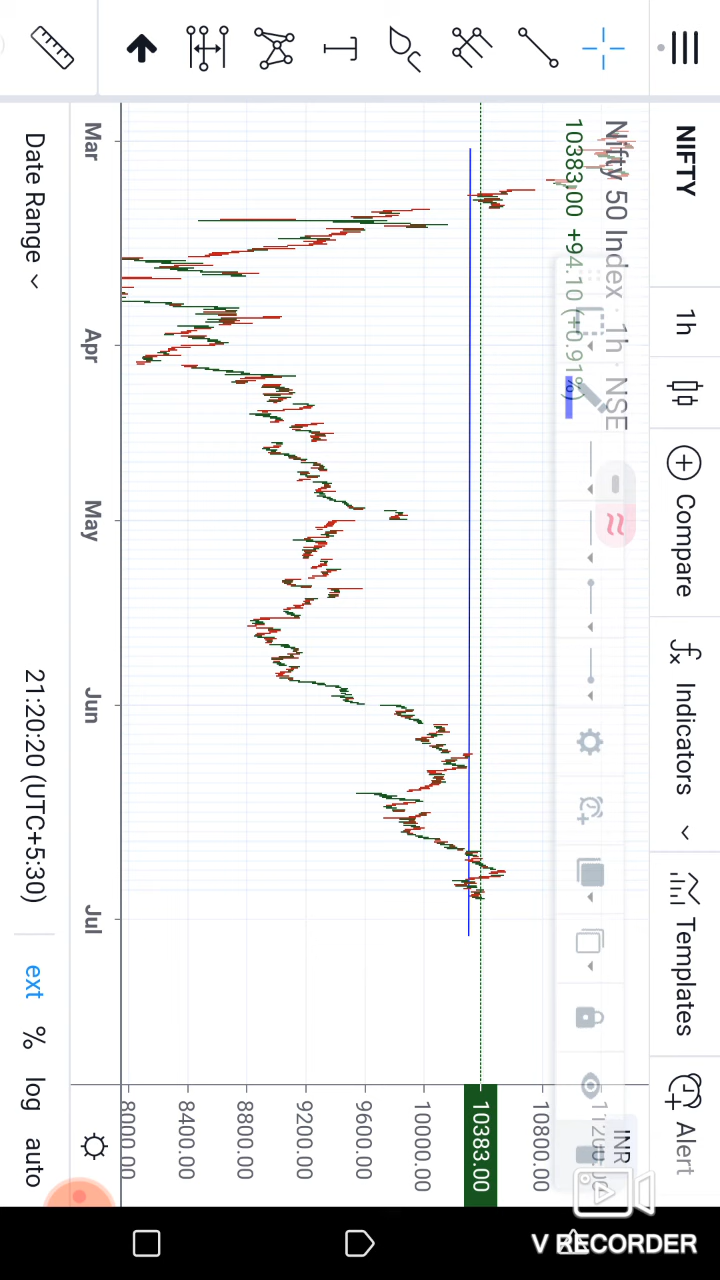 NIFTY
1h
Compare
fx Indicators
Templates
Alert
Nifty 50 Index · 1h · NSE
10383.00 +94.10 (+0.91%)
INR
10800.00
10383.00
10000.00
9600.00
9200.00
8800.00
8400.00
8000.00
Mar Apr May Jun Jul
Date Range
21:20:20 (UTC+5:30)
ext % log auto
V RECORDER